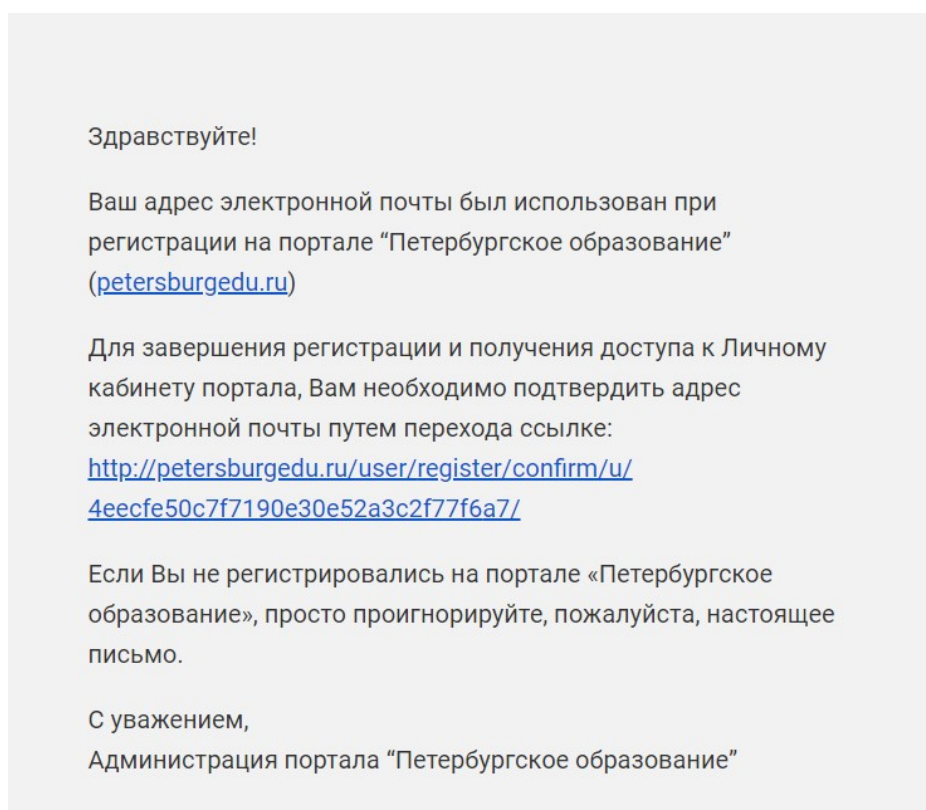 Здравствуйте!
Ваш адрес электронной почты был использован при
регистрации на портале “Петербургское образование”
(petersburgedu.ru)
Для завершения регистрации и получения доступа к Личному
кабинету портала, Вам необходимо подтвердить адрес
электронной почты путем перехода ссылке:
http://petersburgedu.ru/user/register/confirm/u/
4eecfe50c7f7190e30e52a3c2f77f6a7/
Если Вы не регистрировались на портале «Петербургское
образование», просто проигнорируйте, пожалуйста, настоящее
письмо.
С уважением,
Администрация портала “Петербургское образование”